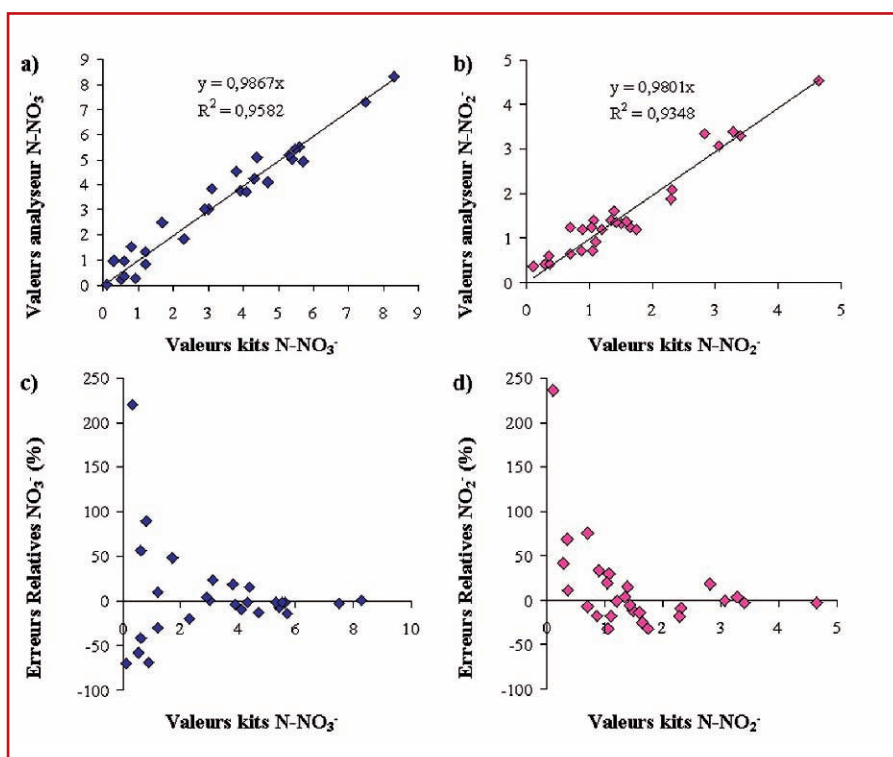 a)
y = 0,9867x
R² = 0,9582
Valeurs analyseur N-NO₃⁻
9
8
7
6
5
4
3
2
1
0
0 1 2 3 4 5 6 7 8 9
Valeurs kits N-NO₃⁻
b)
y = 0,9801x
R² = 0,9348
Valeurs analyseur N-NO₂⁻
5
4
3
2
1
0
0 1 2 3 4 5
Valeurs kits N-NO₂⁻
c)
Erreurs Relatives NO₃⁻ (%)
250
200
150
100
50
0
-50
-100
0 2 4 6 8 10
Valeurs kits N-NO₃⁻
d)
Erreurs Relatives NO₂⁻ (%)
250
200
150
100
50
0
-50
-100
0 1 2 3 4 5
Valeurs kits N-NO₂⁻